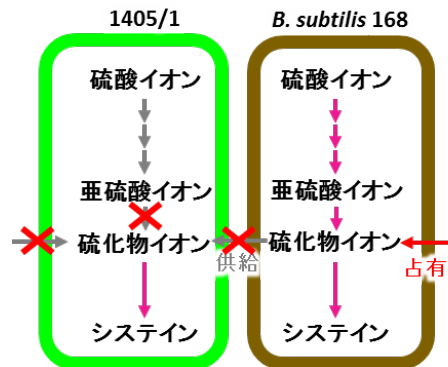 1405/1
B. subtilis 168
硫酸イオン
硫酸イオン
亜硫酸イオン
亜硫酸イオン
硫化物イオン
供給
硫化物イオン
占有
システイン
システイン